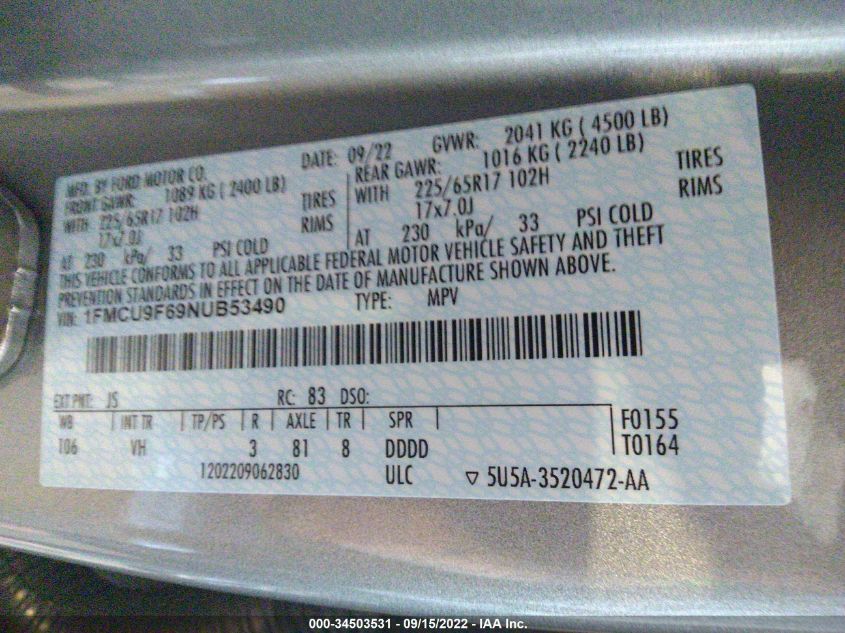 MFD. BY FORD MOTOR CO.
DATE: 09/22 GVWR: 2041 KG ( 4500 LB)
FRONT GAWR: 1089 KG ( 2400 LB) REAR GAWR: 1016 KG ( 2240 LB)
WITH 225/65R17 102H TIRES WITH 225/65R17 102H TIRES
17x7.0J RIMS 17x7.0J RIMS
AT 230 kPa/ 33 PSI COLD AT 230 kPa/ 33 PSI COLD
THIS VEHICLE CONFORMS TO ALL APPLICABLE FEDERAL MOTOR VEHICLE SAFETY AND THEFT
PREVENTION STANDARDS IN EFFECT ON THE DATE OF MANUFACTURE SHOWN ABOVE.
VIN: 1FMCU9F69NUB53490 TYPE: MPV
EXT PNT: JS RC: 83 DSO:
WB INT TR TP/PS R AXLE TR SPR F0155
106 VH 3 81 8 DDDD T0164
1202209062830 ULC ▽ 5U5A-3520472-AA
000-34503531 - 09/15/2022 - IAA Inc.